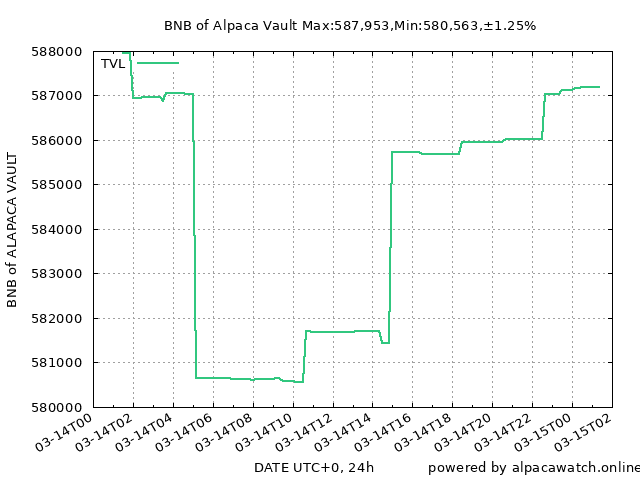 BNB of Alpaca Vault Max:587,953,Min:580,563,±1.25%
TVL
588000
587000
586000
585000
584000
583000
582000
581000
580000
BNB of ALAPACA VAULT
03-14T00
03-14T02
03-14T04
03-14T06
03-14T08
03-14T10
03-14T12
03-14T14
03-14T16
03-14T18
03-14T20
03-14T22
03-15T00
03-15T02
DATE UTC+0, 24h
powered by alpacawatch.online